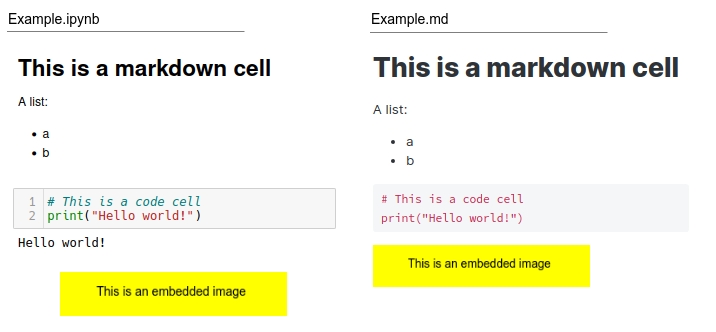 Example.ipynb
This is a markdown cell
A list:
• a
• b
1 # This is a code cell
2 print("Hello world!")
Hello world!
This is an embedded image
Example.md
This is a markdown cell
A list:
• a
• b
# This is a code cell
print("Hello world!")
This is an embedded image